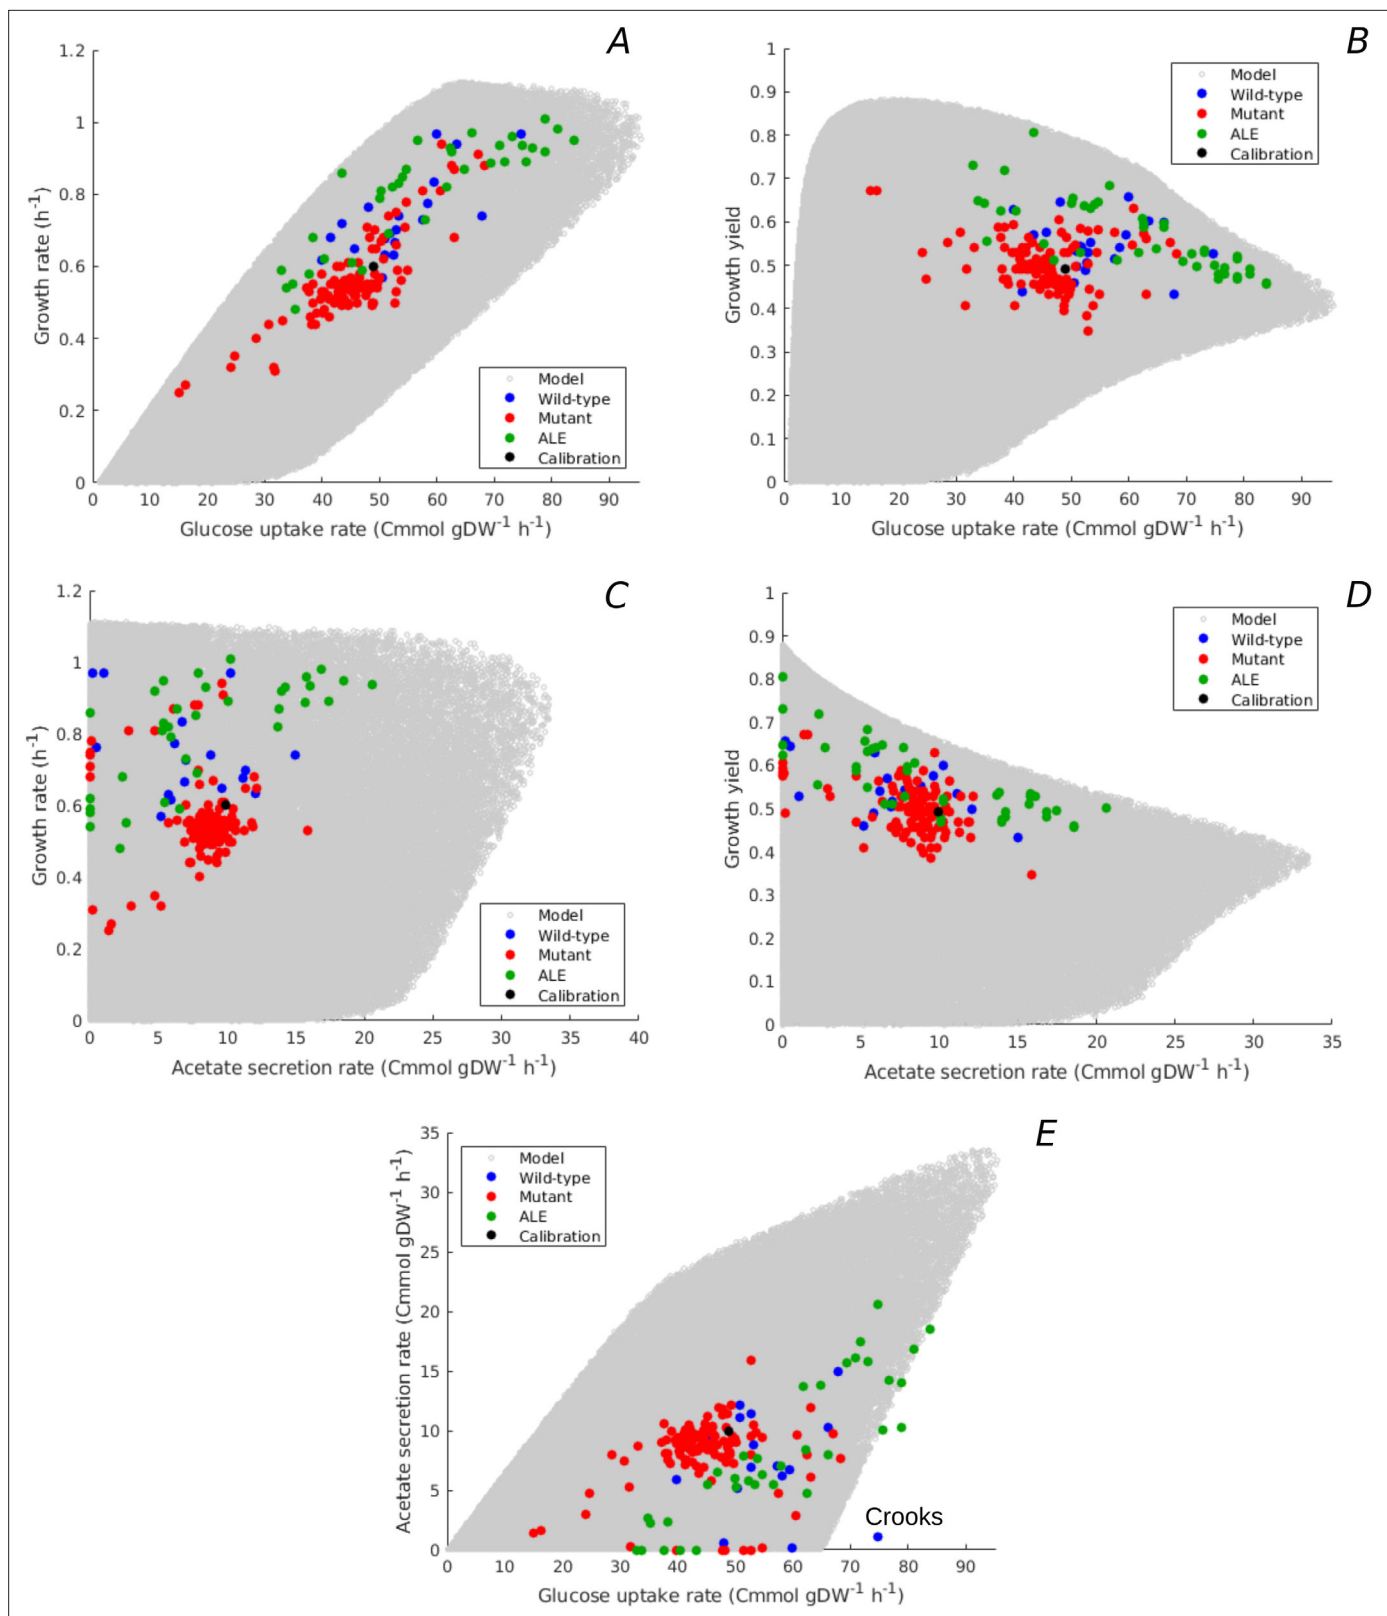 A
1.2
1
0.8
0.6
0.4
0.2
0
Growth rate (h-1)
0 10 20 30 40 50 60 70 80 90
Glucose uptake rate (Cmmol gDW-1 h-1)
Model
Wild-type
Mutant
ALE
Calibration
B
1
0.9
0.8
0.7
0.6
0.5
0.4
0.3
0.2
0.1
0
Growth yield
0 10 20 30 40 50 60 70 80 90
Glucose uptake rate (Cmmol gDW-1 h-1)
Model
Wild-type
Mutant
ALE
Calibration
C
1.2
1
0.8
0.6
0.4
0.2
0
Growth rate (h-1)
0 5 10 15 20 25 30 35 40
Acetate secretion rate (Cmmol gDW-1 h-1)
Model
Wild-type
Mutant
ALE
Calibration
D
1
0.9
0.8
0.7
0.6
0.5
0.4
0.3
0.2
0.1
0
Growth yield
0 5 10 15 20 25 30 35
Acetate secretion rate (Cmmol gDW-1 h-1)
Model
Wild-type
Mutant
ALE
Calibration
E
35
30
25
20
15
10
5
0
Acetate secretion rate (Cmmol gDW-1 h-1)
0 10 20 30 40 50 60 70 80 90
Glucose uptake rate (Cmmol gDW-1 h-1)
Model
Wild-type
Mutant
ALE
Calibration
Crooks